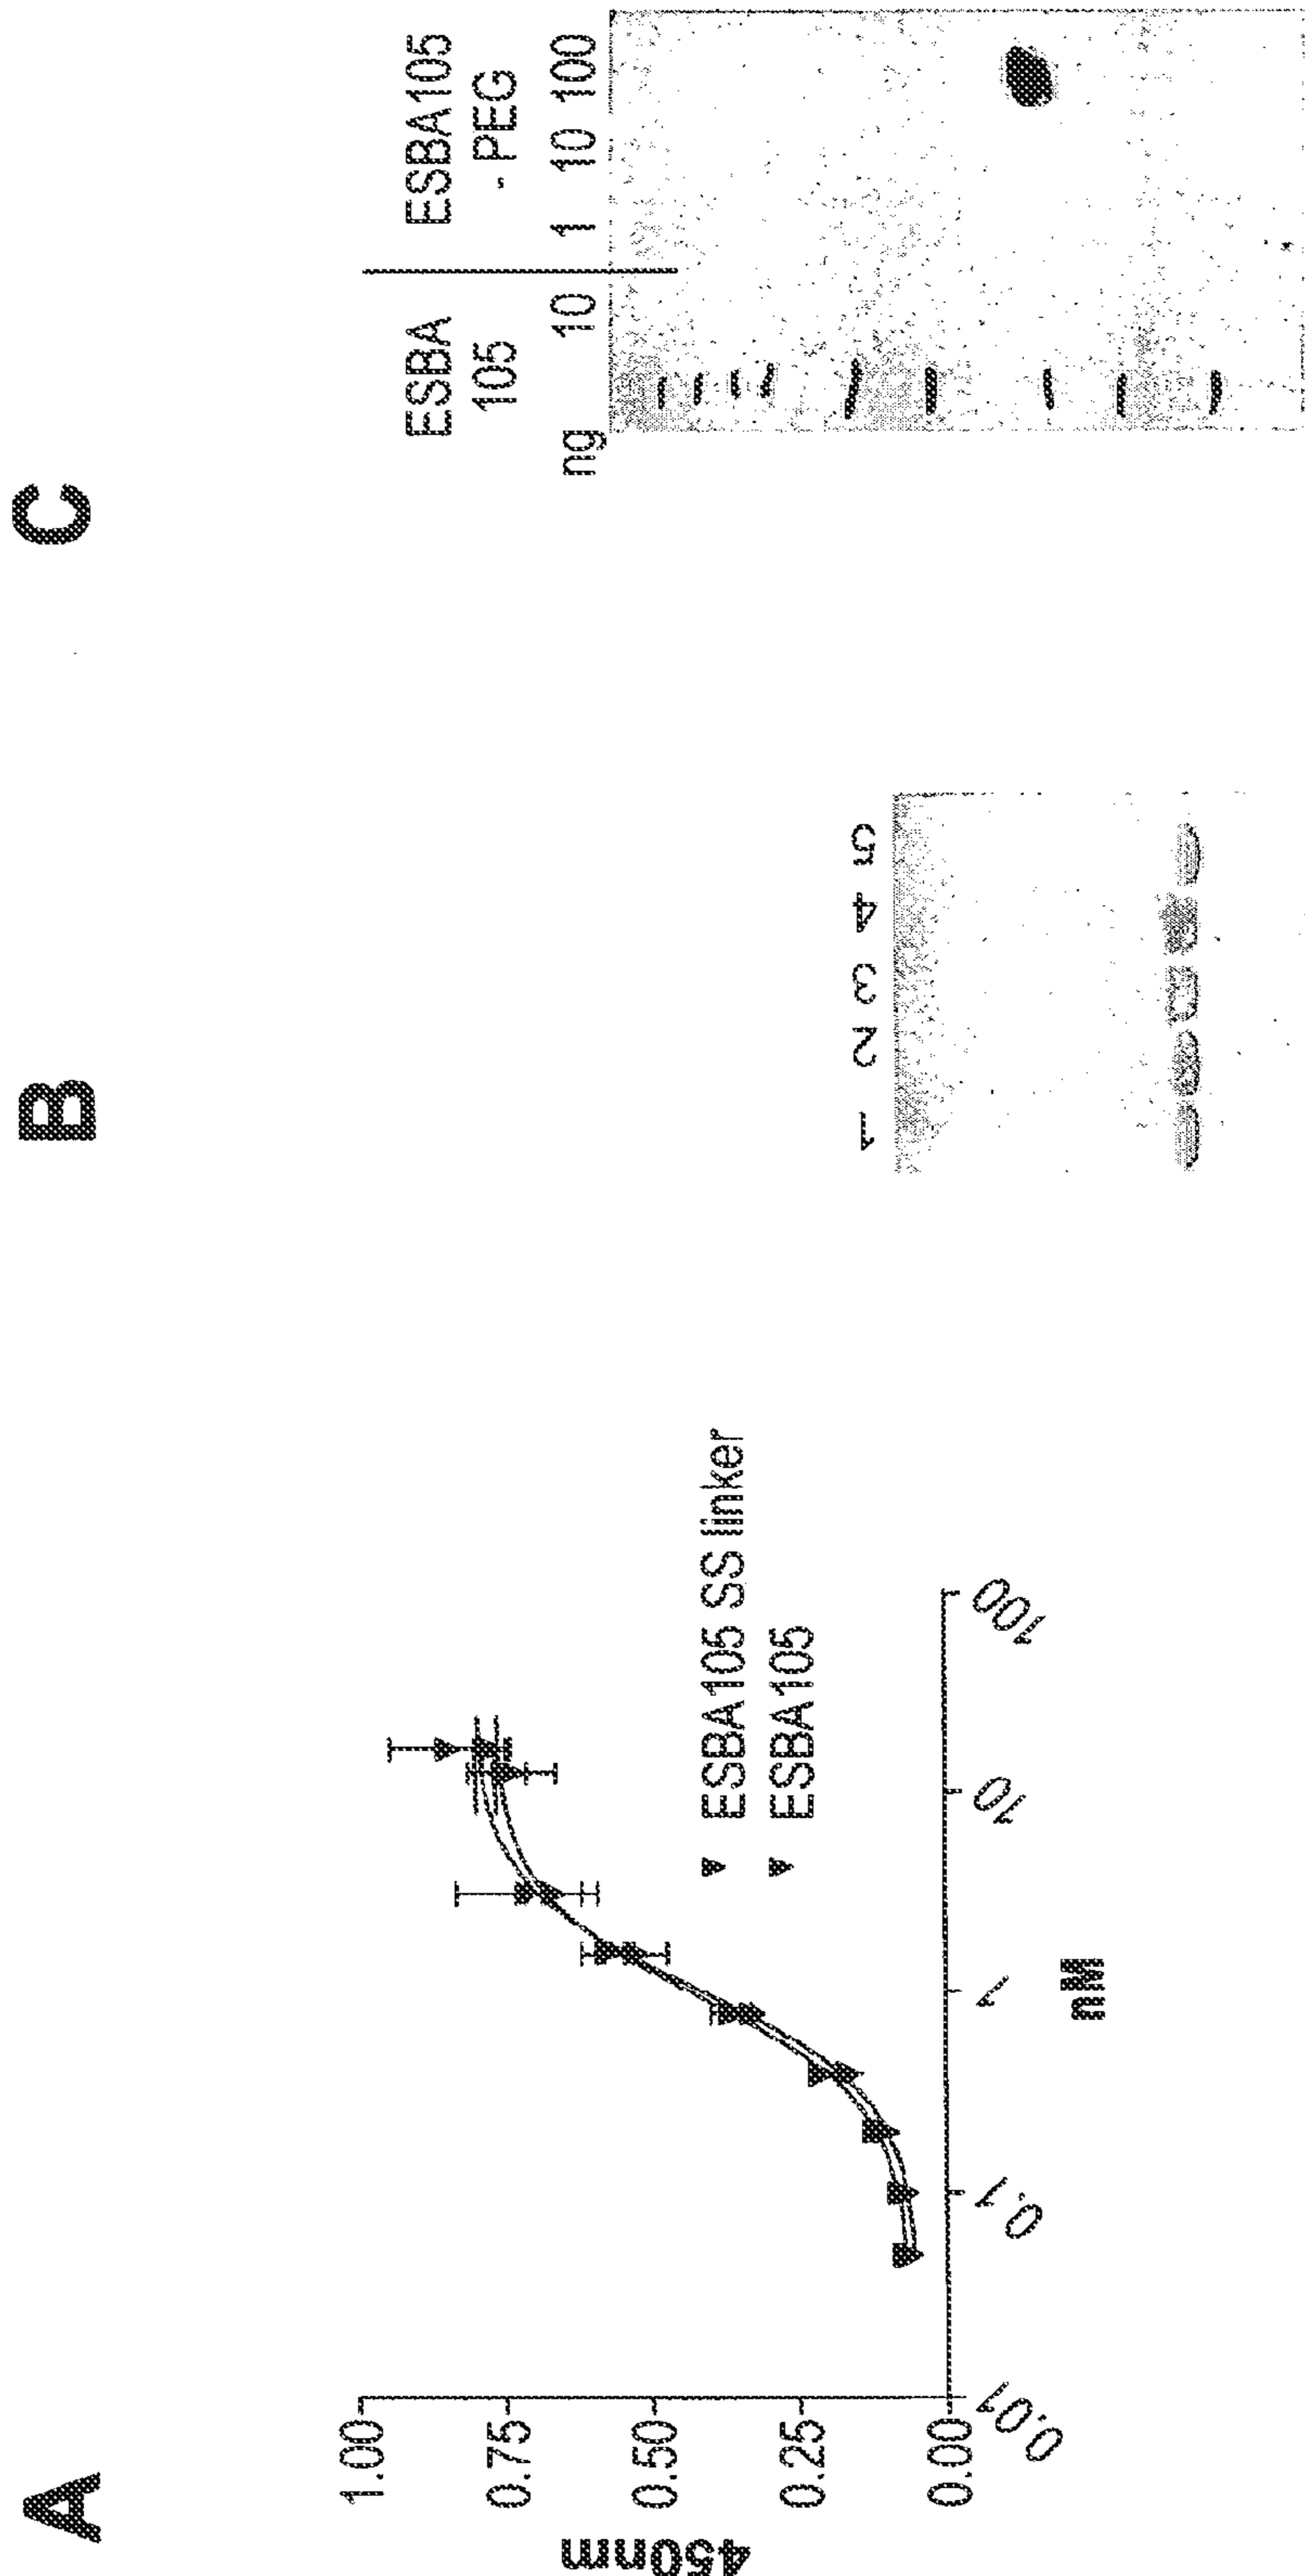 A
1.00
0.75
0.50
0.25
0.00
450nm
0.01
0.1
1
10
100
nM
ESBA105 SS linker
ESBA105
B
1 2 3 4 5
C
ESBA
105
ESBA105
-PEG
ng 10 1 10 100